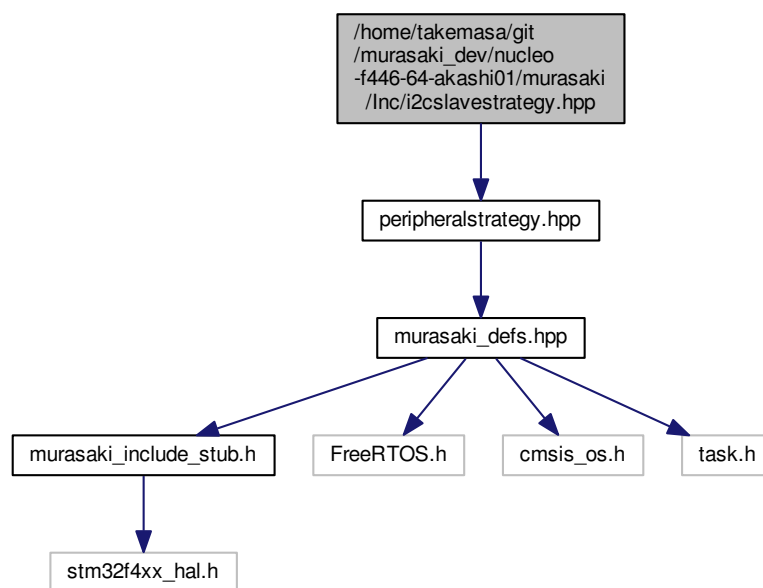 /home/takemasa/git
/murasaki_dev/nucleo
-f446-64-akashi01/murasaki
/Inc/i2cslavestrategy.hpp
peripheralstrategy.hpp
murasaki_defs.hpp
murasaki_include_stub.h
FreeRTOS.h
cmsis_os.h
task.h
stm32f4xx_hal.h